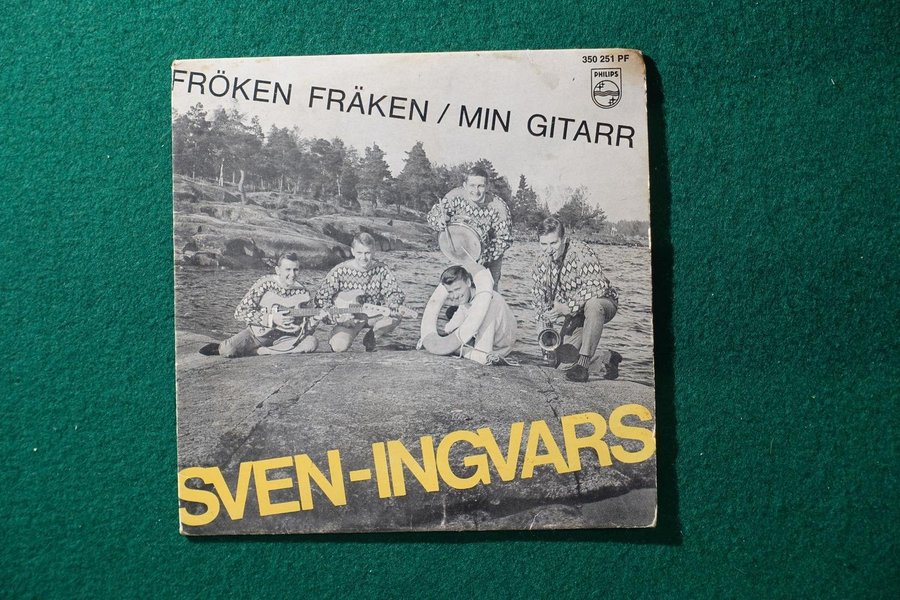 350 251 PF
PHILIPS
FRÖKEN FRÄKEN / MIN GITARR
SVEN-INGVARS